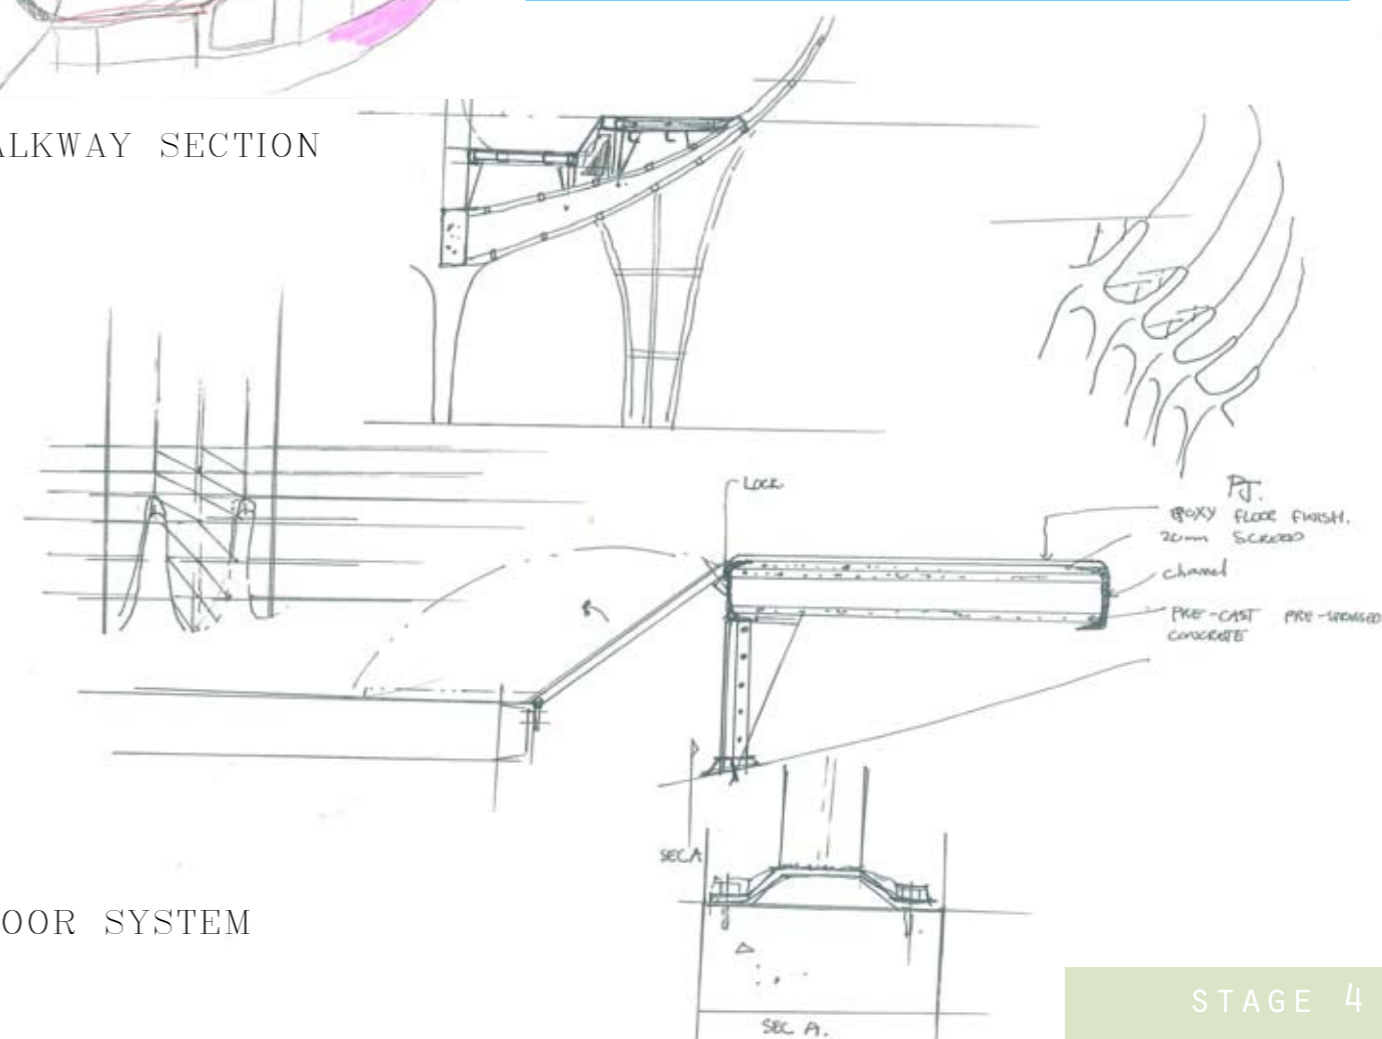 ALKWAY SECTION
LOCK
PJ.
EPOXY FLOOR FINISH.
20mm SCREED
channel
PRE-CAST PRE-STRESSED
CONCRETE
SEC A
OOR SYSTEM
SEC A.
STAGE 4